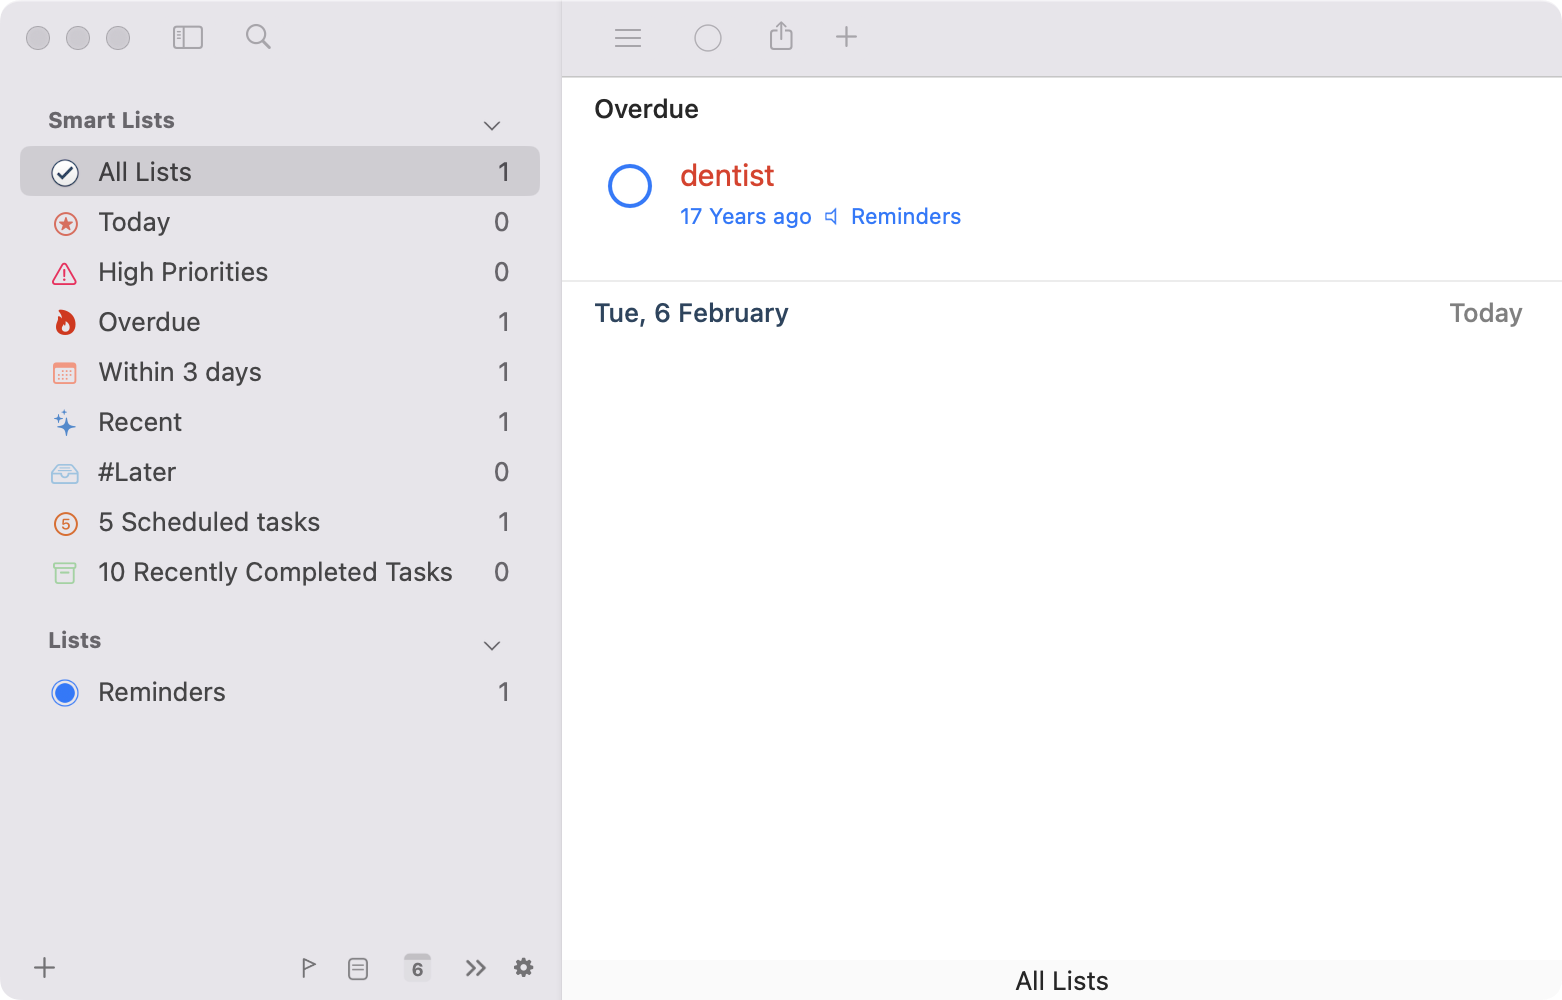 Smart Lists
All Lists 1
Today 0
High Priorities 0
Overdue 1
Within 3 days 1
Recent 1
#Later 0
5 5 Scheduled tasks 1
10 Recently Completed Tasks 0
Lists
Reminders 1
6
Overdue
dentist
17 Years ago Reminders
Tue, 6 February Today
All Lists